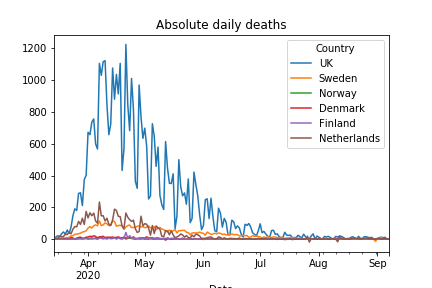 Absolute daily deaths
Country
UK
Sweden
Norway
Denmark
Finland
Netherlands
1200
1000
800
600
400
200
0
Apr
2020
May
Jun
Jul
Aug
Sep